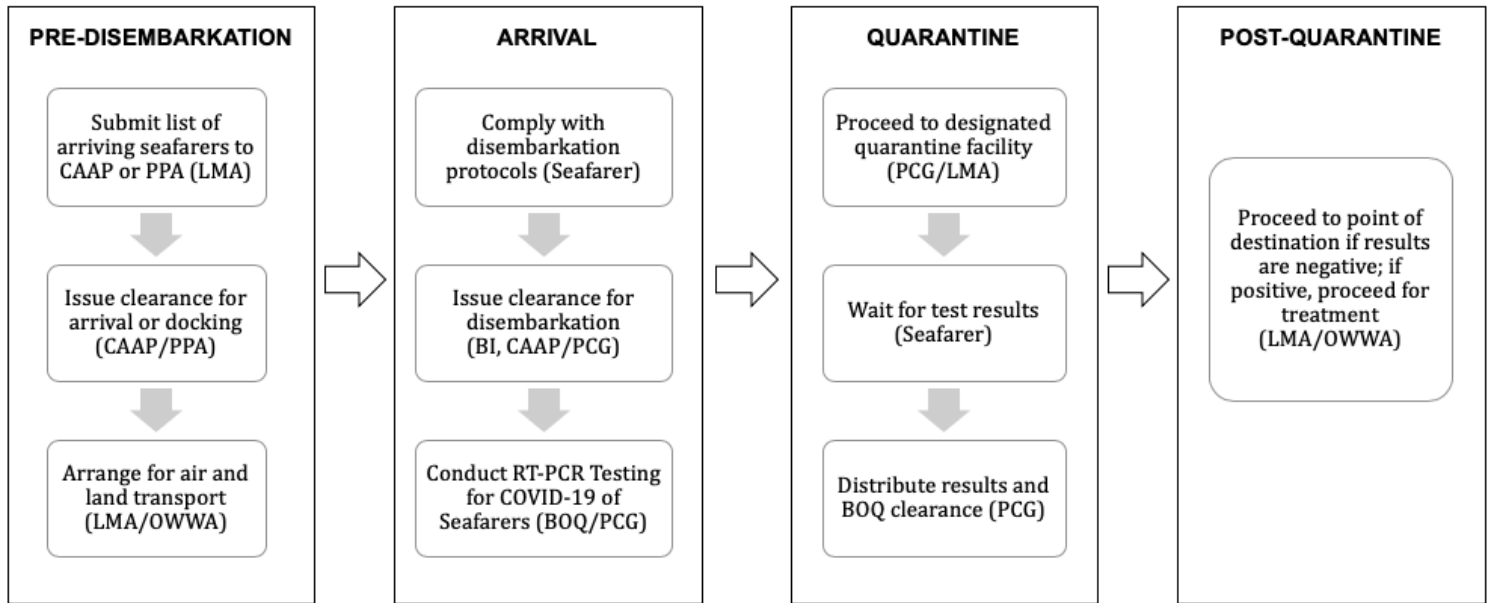 PRE-DISEMBARKATION
Submit list of
arriving seafarers to
CAAP or PPA (LMA)
Issue clearance for
arrival or docking
(CAAP/PPA)
Arrange for air and
land transport
(LMA/OWWA)
ARRIVAL
Comply with
disembarkation
protocols (Seafarer)
Issue clearance for
disembarkation
(BI, CAAP/PCG)
Conduct RT-PCR Testing
for COVID-19 of
Seafarers (BOQ/PCG)
QUARANTINE
Proceed to designated
quarantine facility
(PCG/LMA)
Wait for test results
(Seafarer)
Distribute results and
BOQ clearance (PCG)
POST-QUARANTINE
Proceed to point of
destination if results
are negative; if
positive, proceed for
treatment
(LMA/OWWA)